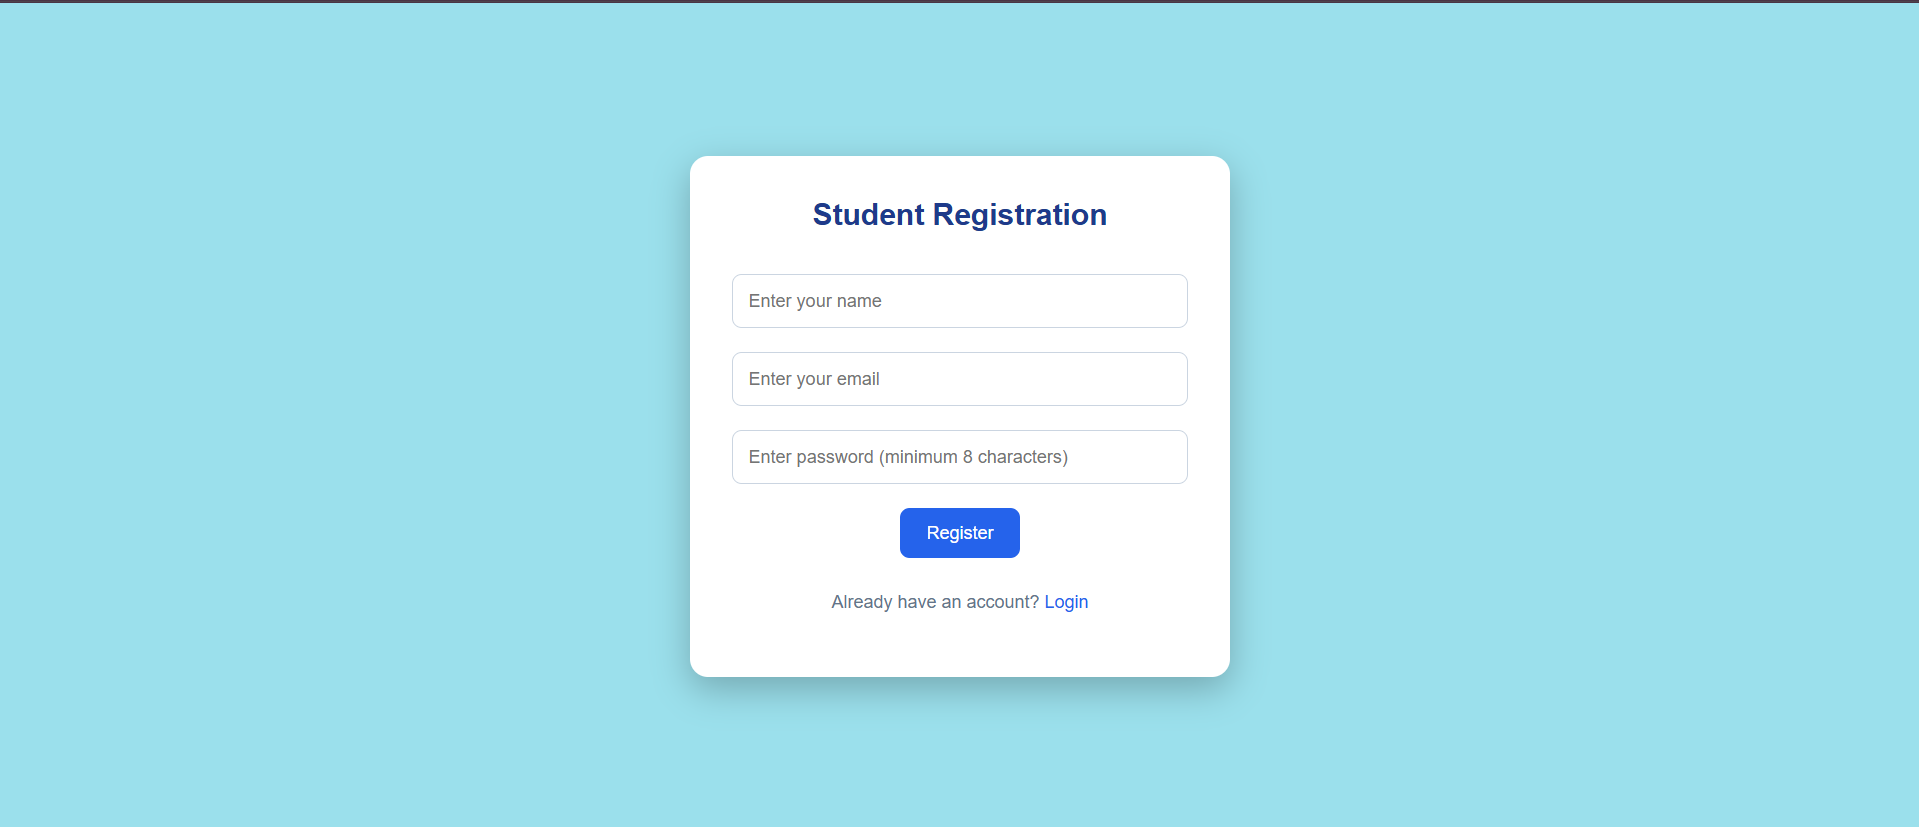 Student Registration
Enter your name
Enter your email
Enter password (minimum 8 characters)
Register
Already have an account? Login